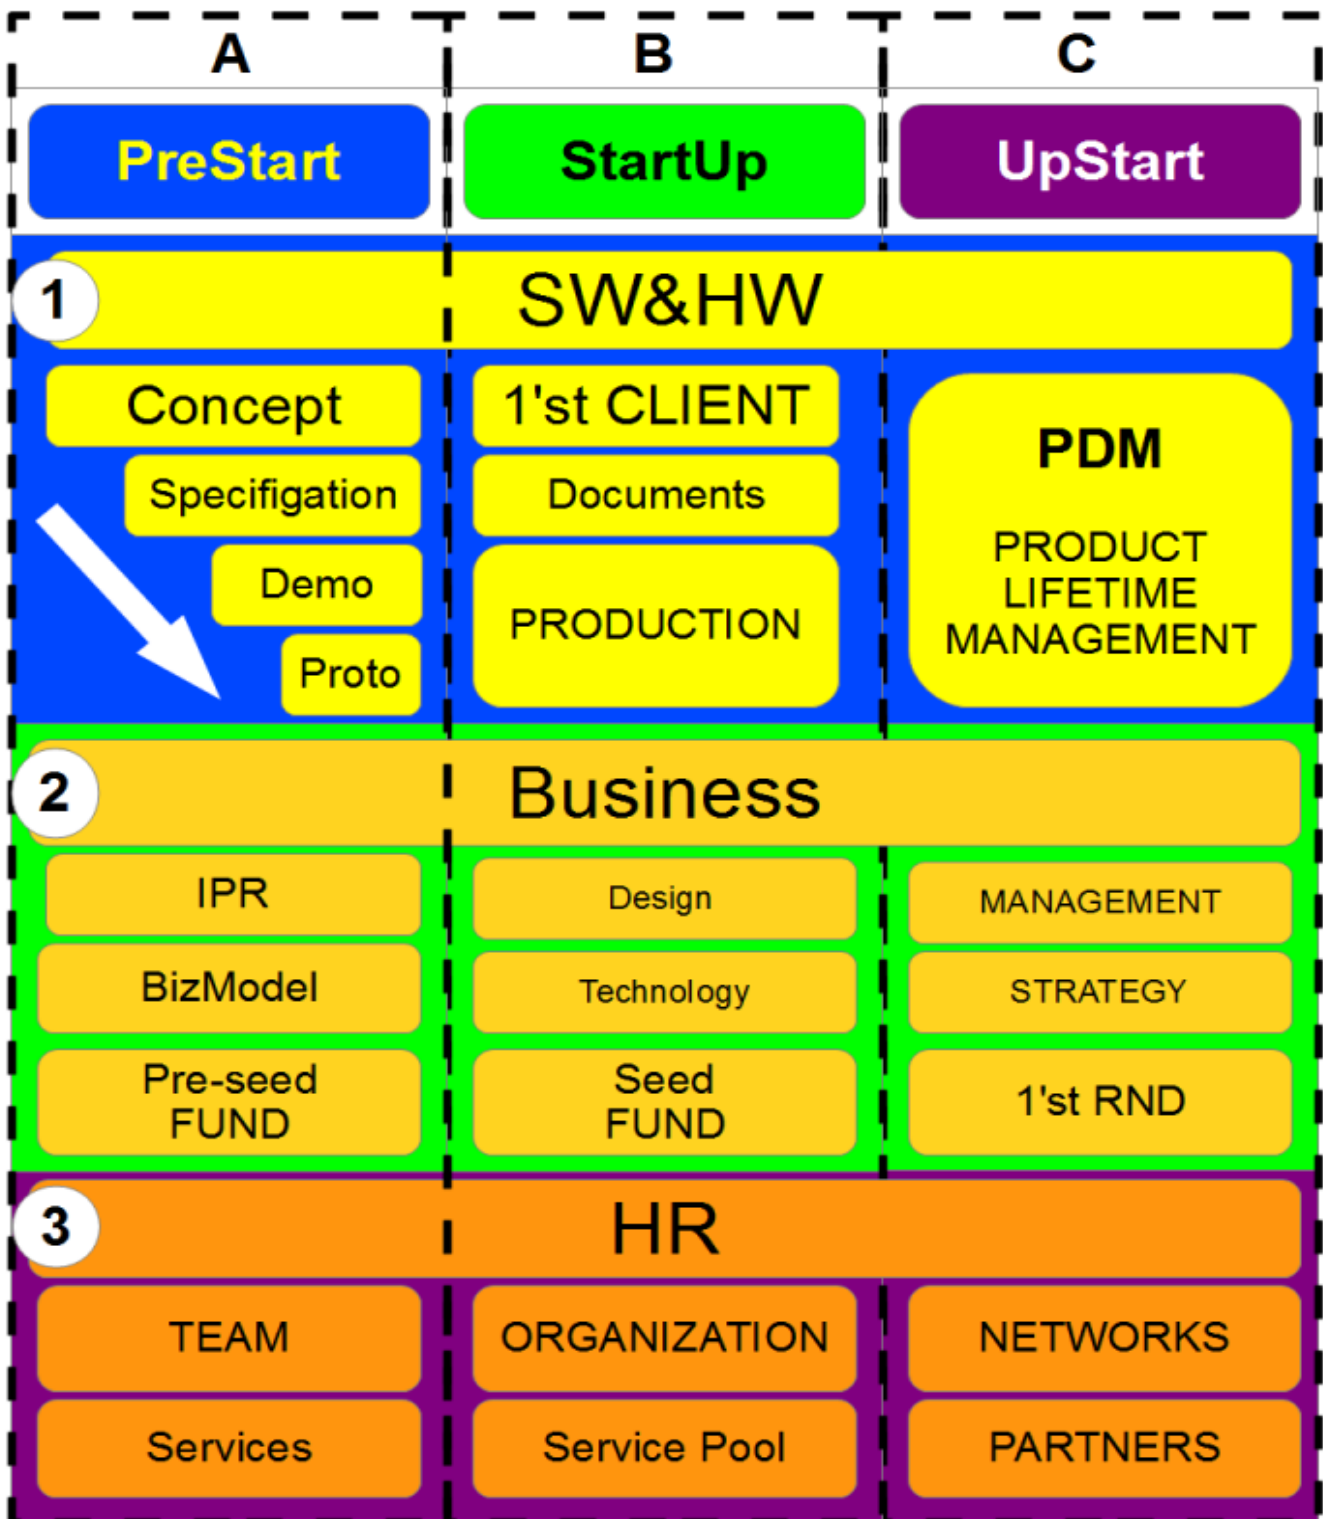 A
B
C
PreStart
StartUp
UpStart
1
SW&HW
Concept
Specifigation
Demo
Proto
1'st CLIENT
Documents
PRODUCTION
PDM
PRODUCT
LIFETIME
MANAGEMENT
2
Business
IPR
BizModel
Pre-seed
FUND
Design
Technology
Seed
FUND
MANAGEMENT
STRATEGY
1'st RND
3
HR
TEAM
Services
ORGANIZATION
Service Pool
NETWORKS
PARTNERS